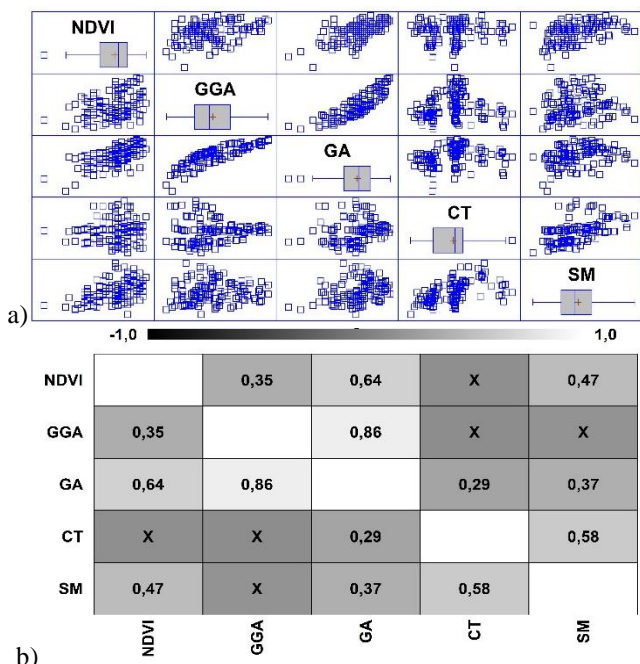 NDVI
GGA
GA
CT
SM
a)
-1,0 1,0
NDVI 0,35 0,64 X 0,47
GGA 0,35 0,86 X X
GA 0,64 0,86 0,29 0,37
CT X X 0,29 0,58
SM 0,47 X 0,37 0,58
NDVI GGA GA CT SM
b)